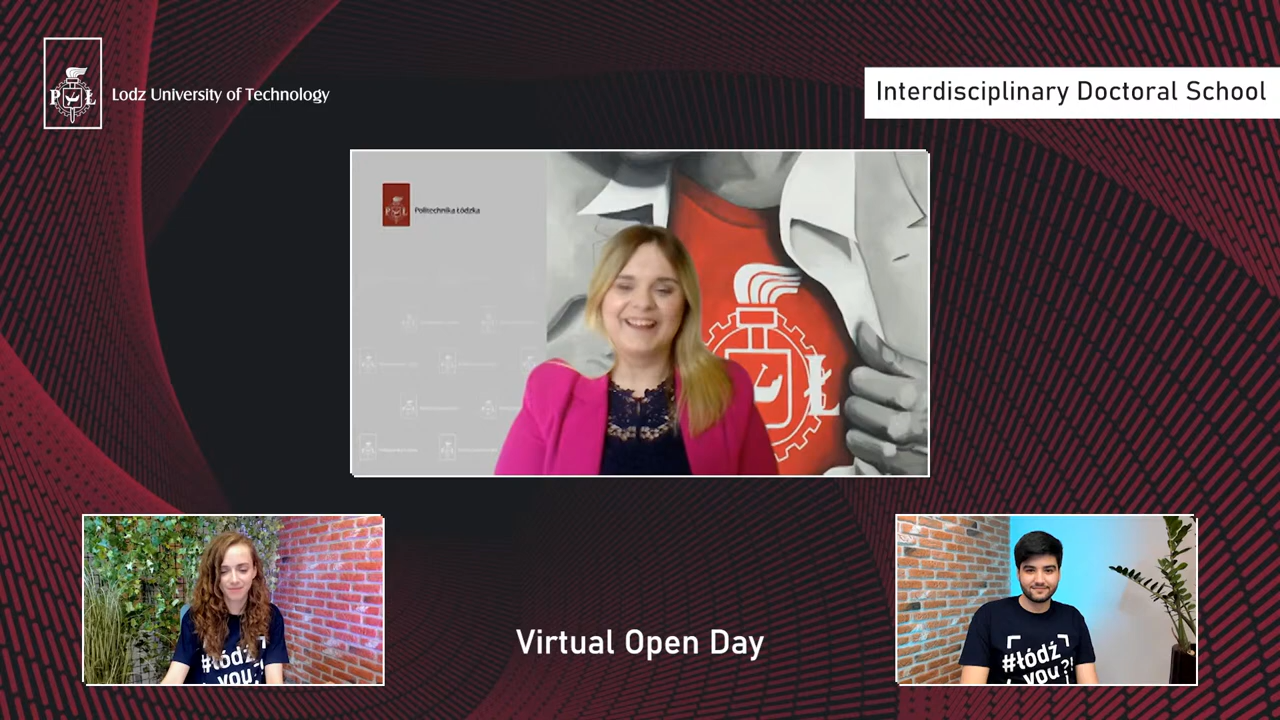 P Ł
Lodz University of Technology
Interdisciplinary Doctoral School
P Ł
Politechnika Łódzka
Ł
#łódź
you?!
#łódź
you?!
Virtual Open Day